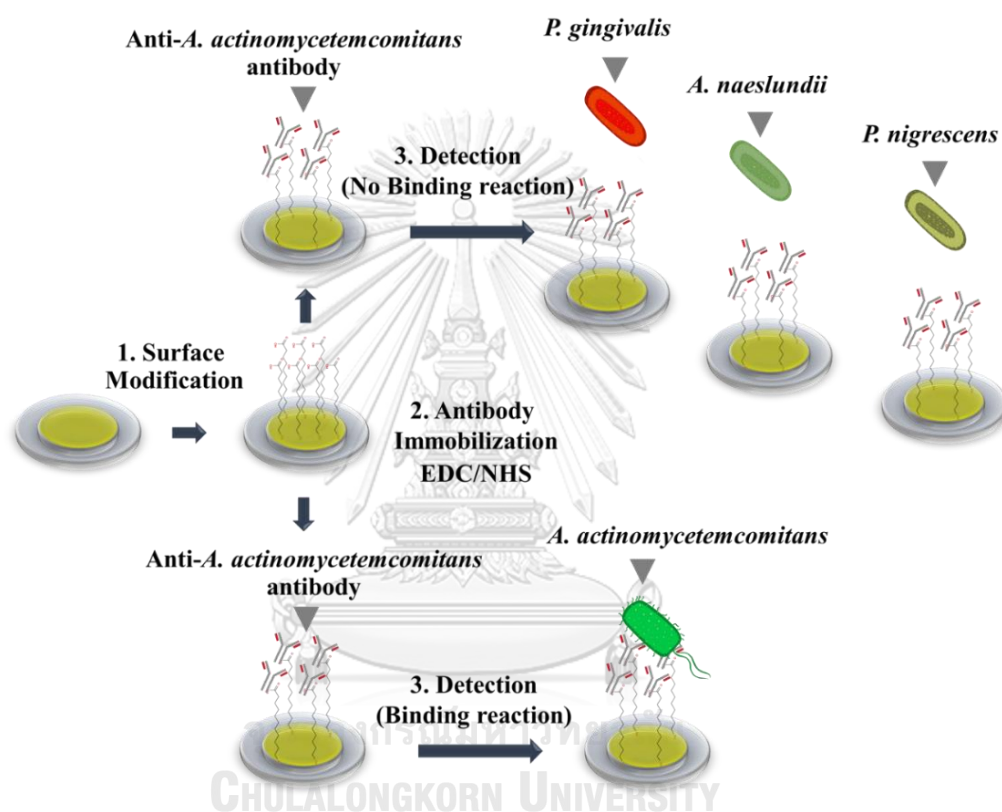 Anti-A. actinomycetemcomitans
antibody
P. gingivalis
A. naeslundii
P. nigrescens
3. Detection
(No Binding reaction)
1. Surface
Modification
2. Antibody
Immobilization
EDC/NHS
Anti-A. actinomycetemcomitans
antibody
A. actinomycetemcomitans
3. Detection
(Binding reaction)
CHULALONGKORN UNIVERSITY